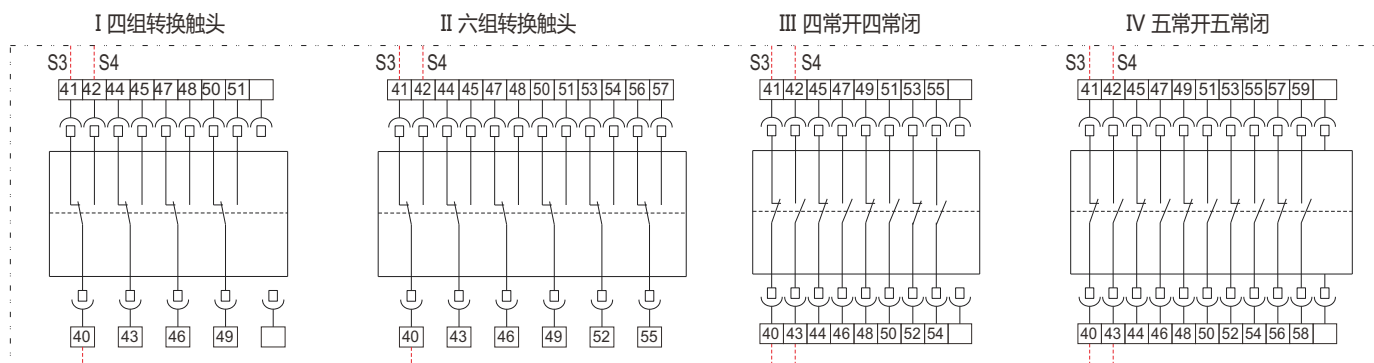 I 四组转换触头
II 六组转换触头
III 四常开四常闭
IV 五常开五常闭
S3 S4
41 42 44 45 47 48 50 51
40 43 46 49
S3 S4
41 42 44 45 47 48 50 51 53 54 56 57
40 43 46 49 52 55
S3 S4
41 42 45 47 49 51 53 55
40 43 44 46 48 50 52 54
S3 S4
41 42 45 47 49 51 53 55 57 59
40 43 44 46 48 50 52 54 56 58